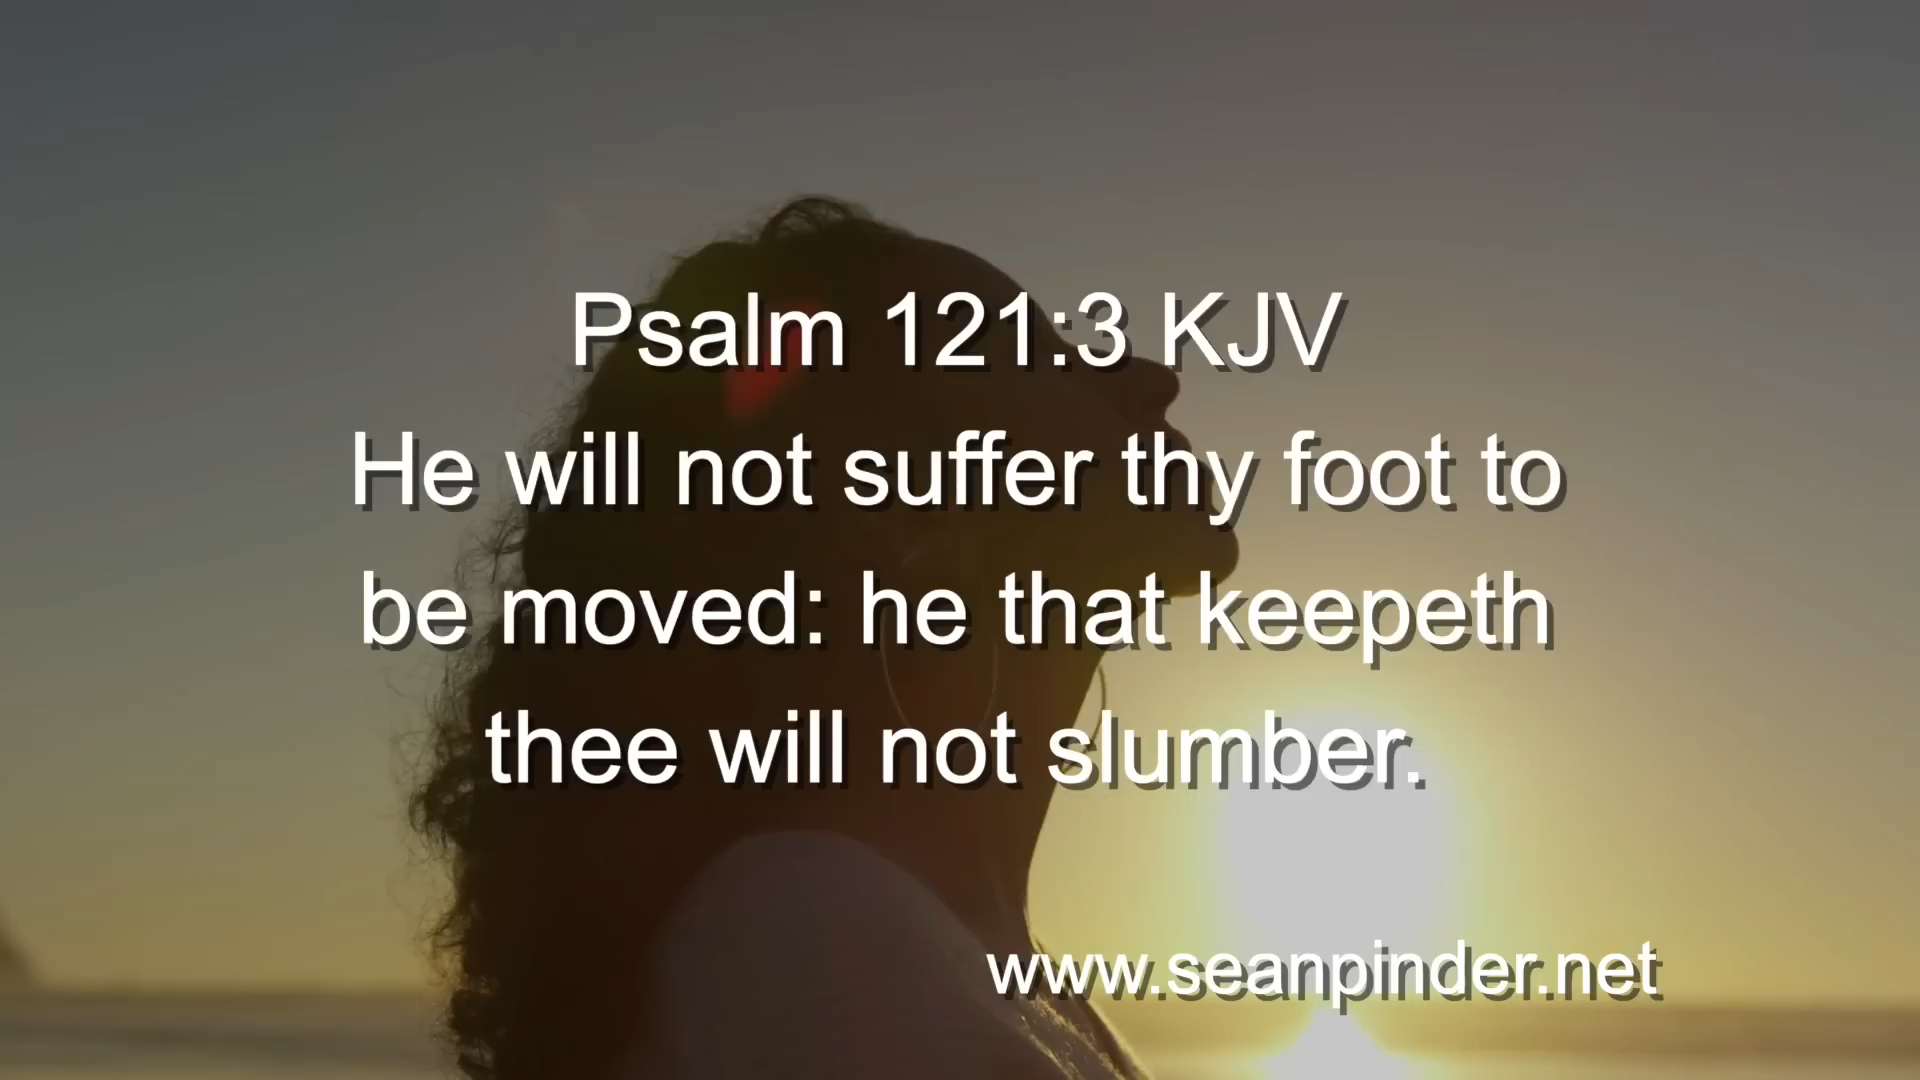 Psalm 121:3 KJV
He will not suffer thy foot to
be moved: he that keepeth
thee will not slumber.
www.seanpinder.net